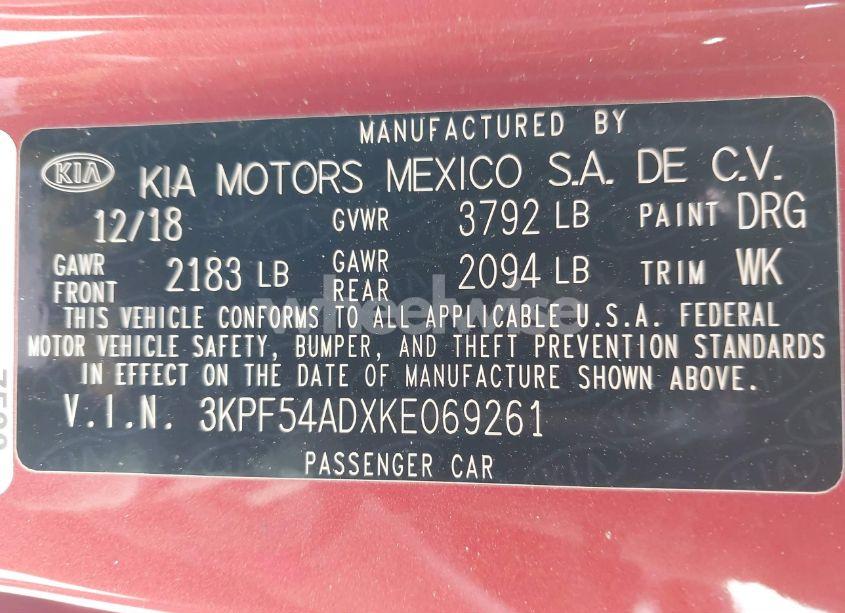 MANUFACTURED BY
KIA KIA MOTORS MEXICO S.A. DE C.V.
12/18 GVWR 3792 LB PAINT DRG
GAWR FRONT 2183 LB GAWR REAR 2094 LB TRIM WK
THIS VEHICLE CONFORMS TO ALL APPLICABLE U.S.A. FEDERAL
MOTOR VEHICLE SAFETY, BUMPER, AND THEFT PREVENTION STANDARDS
IN EFFECT ON THE DATE OF MANUFACTURE SHOWN ABOVE.
V.I.N. 3KPF54ADXKE069261
PASSENGER CAR
wheelwise